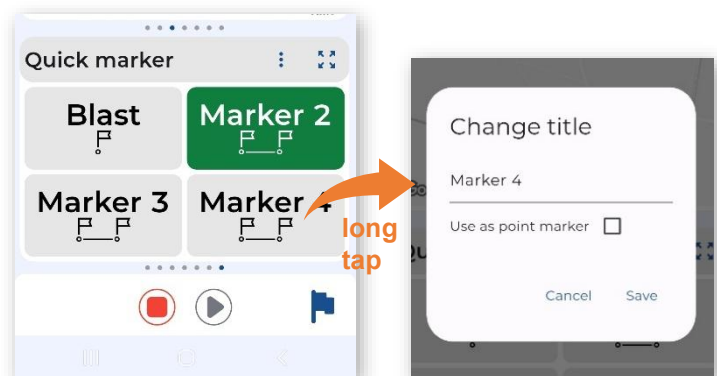 Quick marker
Blast
Marker 2
Marker 3
Marker 4
long
tap
Change title
Marker 4
Use as point marker
Cancel
Save